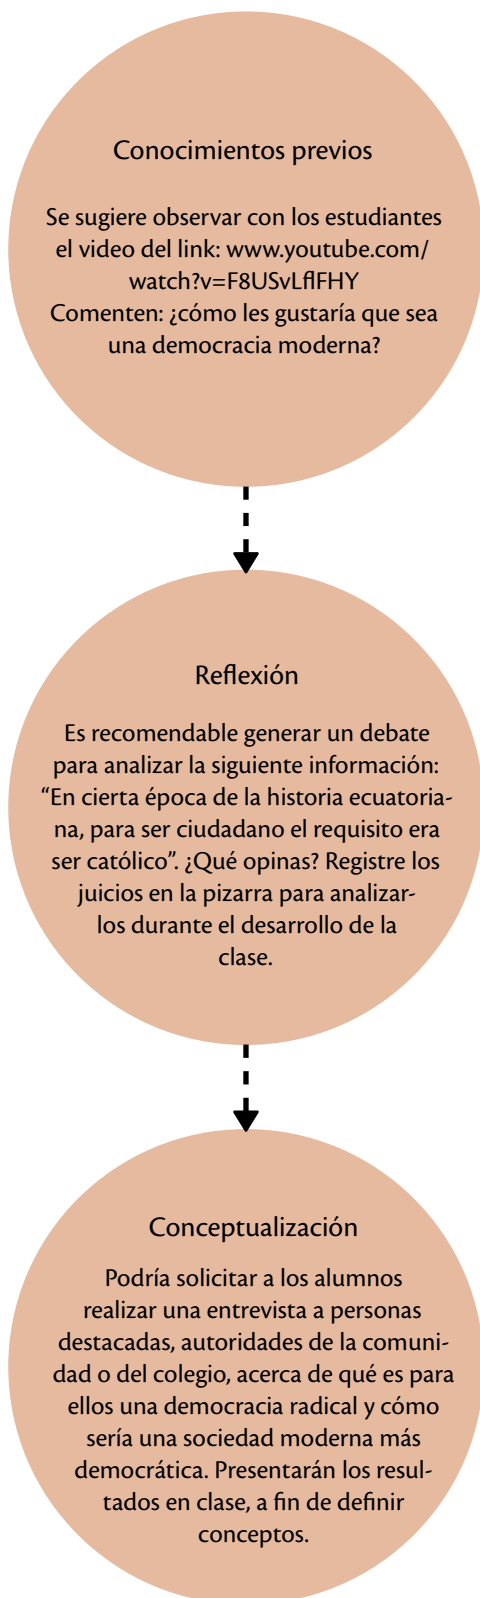 Conocimientos previos
Se sugiere observar con los estudiantes
el video del link: www.youtube.com/
watch?v=F8USvLflFHY
Comenten: ¿cómo les gustaría que sea
una democracia moderna?
Reflexión
Es recomendable generar un debate
para analizar la siguiente información:
“En cierta época de la historia ecuatoria-
na, para ser ciudadano el requisito era
ser católico”. ¿Qué opinas? Registre los
juicios en la pizarra para analizar-
los durante el desarrollo de la
clase.
Conceptualización
Podría solicitar a los alumnos
realizar una entrevista a personas
destacadas, autoridades de la comuni-
dad o del colegio, acerca de qué es para
ellos una democracia radical y cómo
sería una sociedad moderna más
democrática. Presentarán los resul-
tados en clase, a fin de definir
conceptos.